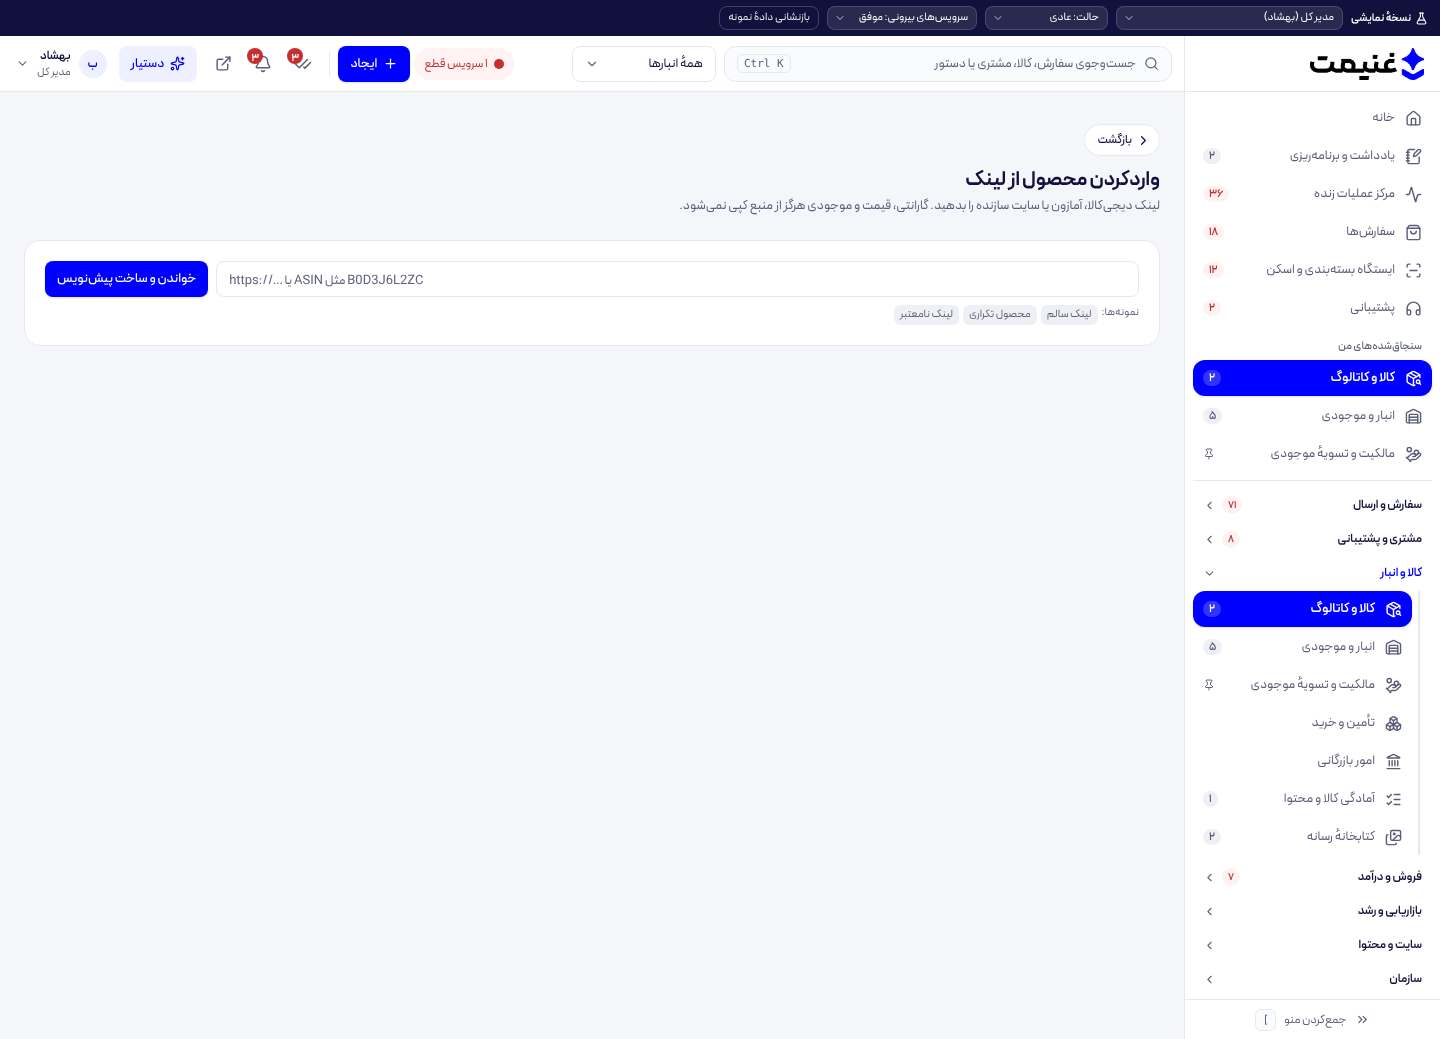 نسخهٔ نمایشی
مدیر کل (بهشاد)
حالت: عادی
سرویس‌های بیرونی: موفق
بازنشانی دادهٔ نمونه
غنیمت
جست‌وجوی سفارش، کالا، مشتری یا دستور
Ctrl K
همهٔ انبارها
۱ سرویس قطع
ایجاد
۳
۳
دستیار
ب
بهشاد
مدیر کل
خانه
یادداشت و برنامه‌ریزی ۲
مرکز عملیات زنده ۳۶
سفارش‌ها ۱۸
ایستگاه بسته‌بندی و اسکن ۱۲
پشتیبانی ۲
سنجاق‌شده‌های من
کالا و کاتالوگ ۲
انبار و موجودی ۵
مالکیت و تسویهٔ موجودی
سفارش و ارسال ۷۱
مشتری و پشتیبانی ۸
کالا و انبار
کالا و کاتالوگ ۲
انبار و موجودی ۵
مالکیت و تسویهٔ موجودی
تأمین و خرید
امور بازرگانی
آمادگی کالا و محتوا ۱
کتابخانهٔ رسانه ۲
فروش و درآمد ۷
بازاریابی و رشد
سایت و محتوا
سازمان
جمع‌کردن منو [
بازگشت
واردکردن محصول از لینک
لینک دیجی‌کالا، آمازون یا سایت سازنده را بدهید. گارانتی، قیمت و موجودی هرگز از منبع کپی نمی‌شود.
https://… یا ASIN مثل B0D3J6L2ZC
خواندن و ساخت پیش‌نویس
نمونه‌ها: لینک سالم محصول تکراری لینک نامعتبر